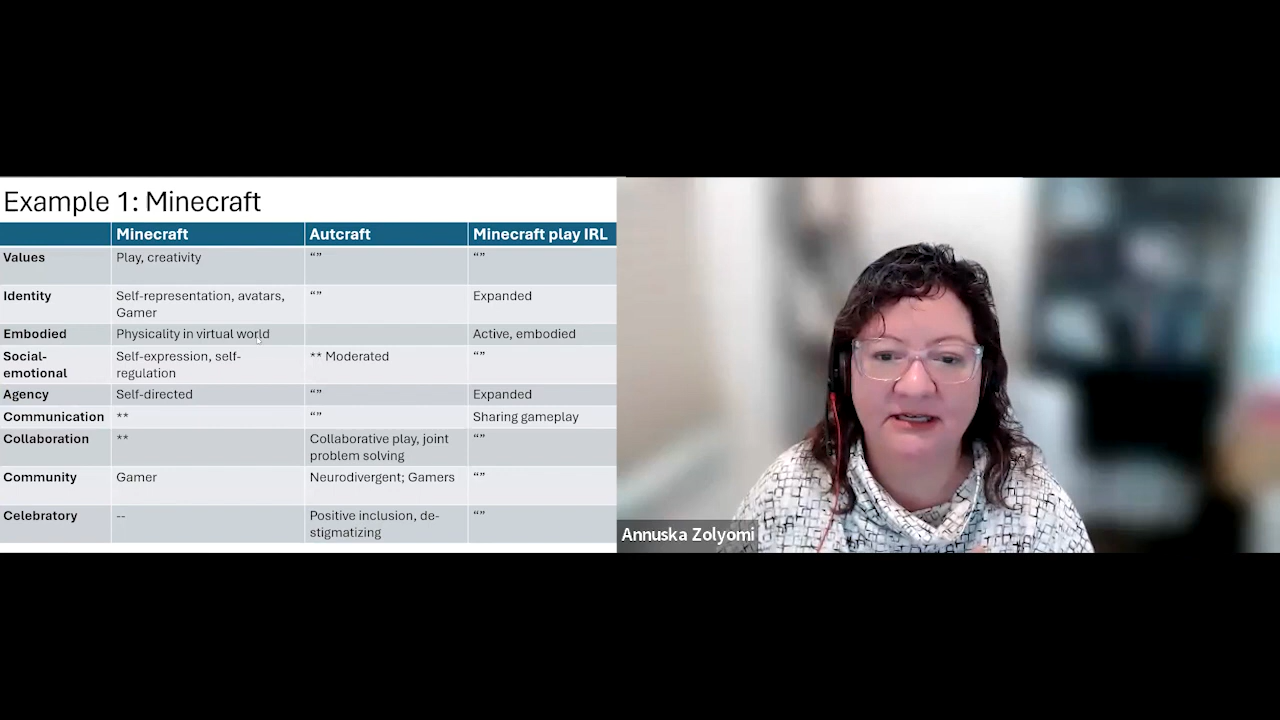 Example 1: Minecraft
Minecraft Autcraft Minecraft play IRL
Values Play, creativity “” “”
Identity Self-representation, avatars, “” Expanded
Gamer
Embodied Physicality in virtual world Active, embodied
Social- Self-expression, self- ** Moderated “”
emotional regulation
Agency Self-directed “” Expanded
Communication ** “” Sharing gameplay
Collaboration ** Collaborative play, joint “”
problem solving
Community Gamer Neurodivergent; Gamers “”
Celebratory -- Positive inclusion, de- “”
stigmatizing
Annuska Zolyomi